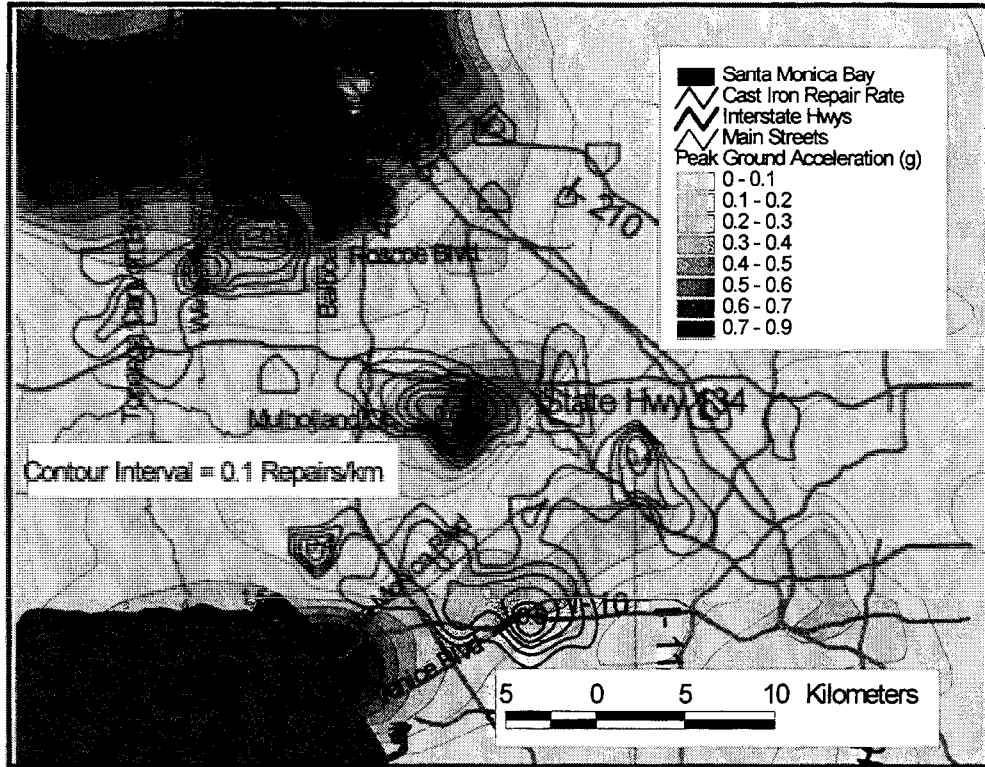 Santa Monica Bay
Cast Iron Repair Rate
Interstate Hwys
Main Streets
Peak Ground Acceleration (g)
0 - 0.1
0.1 - 0.2
0.2 - 0.3
0.3 - 0.4
0.4 - 0.5
0.5 - 0.6
0.6 - 0.7
0.7 - 0.9
I- 210
Roscoe Blvd
State Hwy 134
Contour Interval = 0.1 Repairs/km
I - 10
5 0 5 10 Kilometers